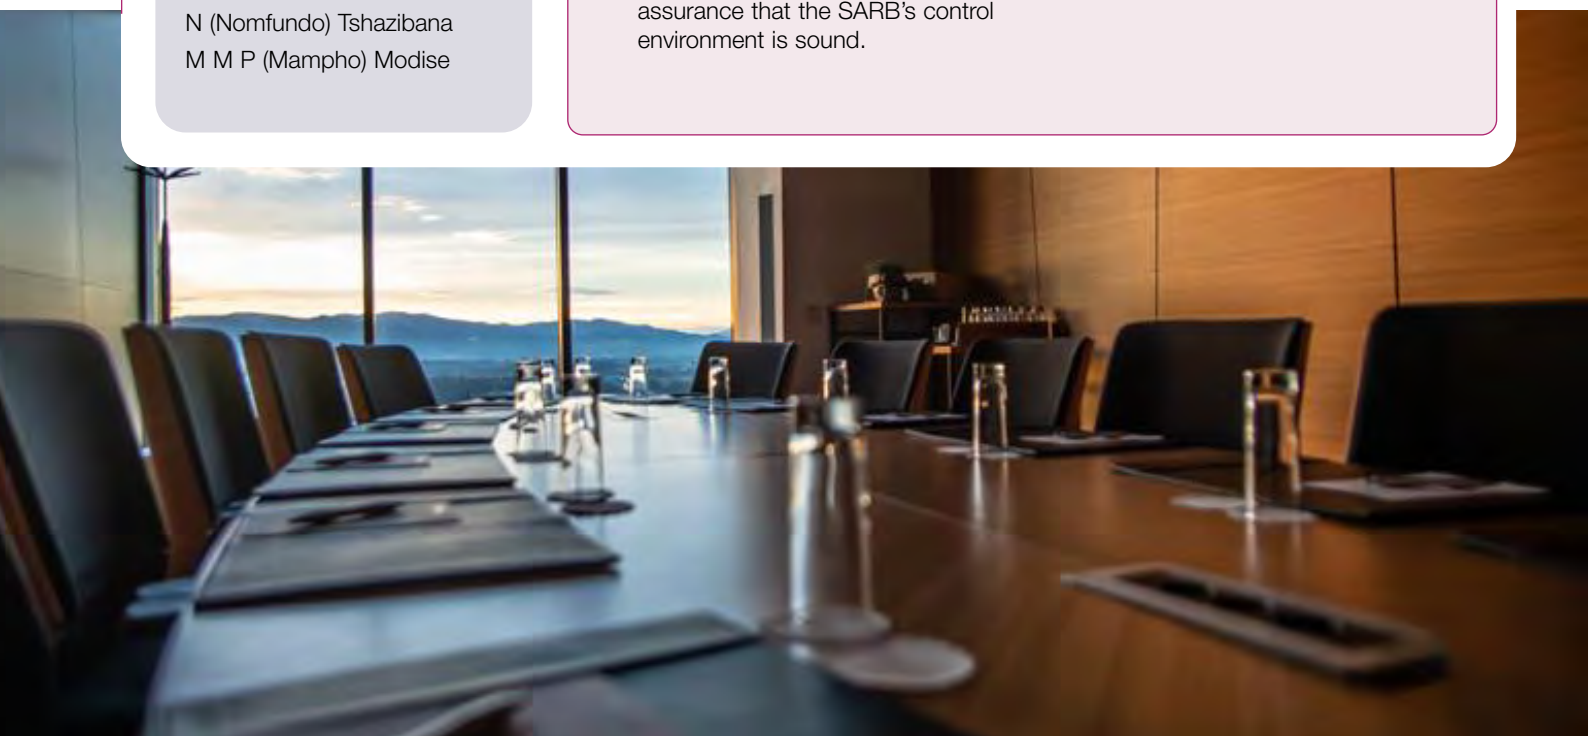 N (Nomfundo) Tshazibana
M M P (Mampho) Modise
assurance that the SARB’s control
environment is sound.